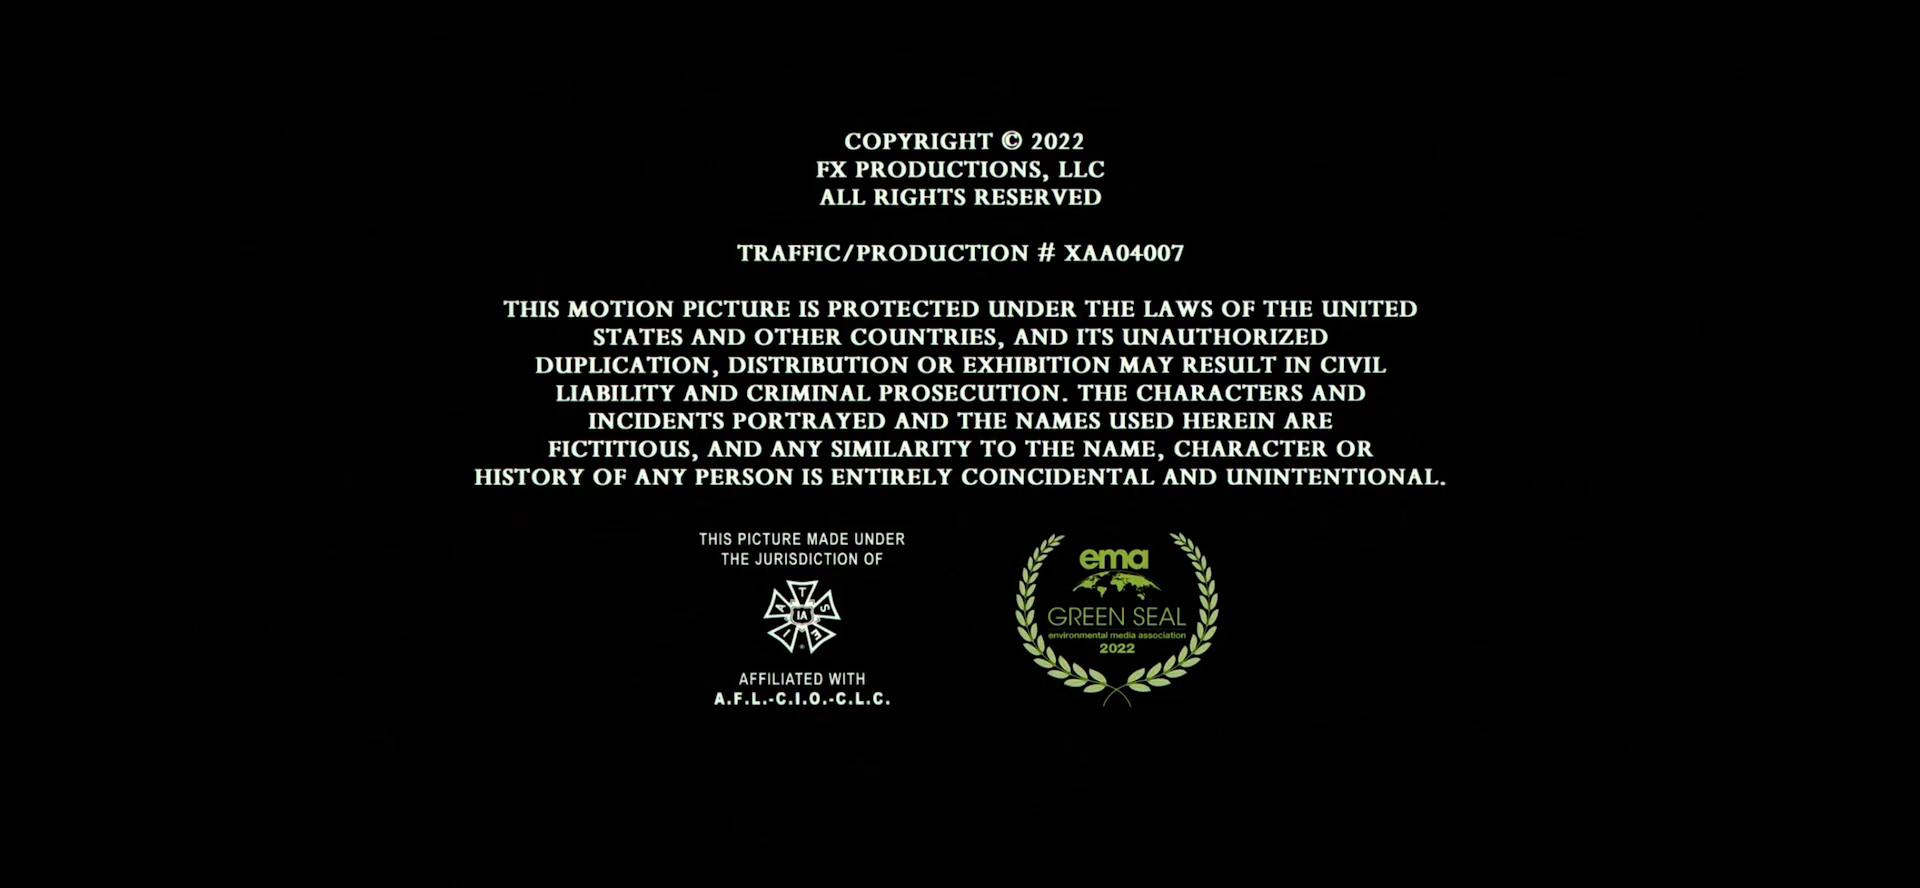 COPYRIGHT © 2022
FX PRODUCTIONS, LLC
ALL RIGHTS RESERVED
TRAFFIC/PRODUCTION # XAA04007
THIS MOTION PICTURE IS PROTECTED UNDER THE LAWS OF THE UNITED
STATES AND OTHER COUNTRIES, AND ITS UNAUTHORIZED
DUPLICATION, DISTRIBUTION OR EXHIBITION MAY RESULT IN CIVIL
LIABILITY AND CRIMINAL PROSECUTION. THE CHARACTERS AND
INCIDENTS PORTRAYED AND THE NAMES USED HEREIN ARE
FICTITIOUS, AND ANY SIMILARITY TO THE NAME, CHARACTER OR
HISTORY OF ANY PERSON IS ENTIRELY COINCIDENTAL AND UNINTENTIONAL.
THIS PICTURE MADE UNDER
THE JURISDICTION OF
I A T S E
IA
®
AFFILIATED WITH
A.F.L.-C.I.O.-C.L.C.
ema
GREEN SEAL
environmental media association
2022